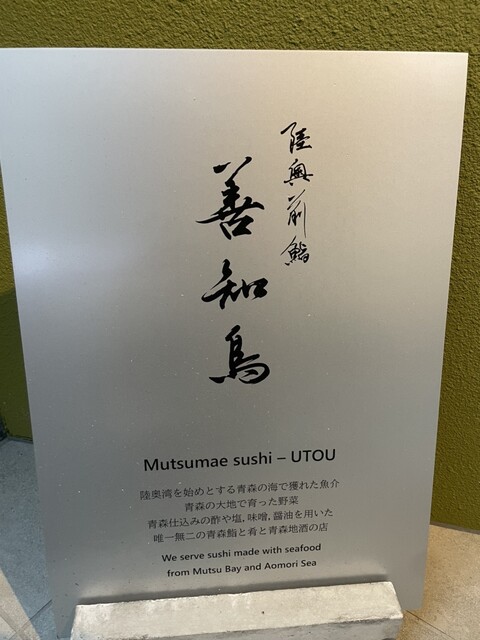 陸奥前鮨
善知鳥
Mutsumae sushi – UTOU
陸奥湾を始めとする青森の海で獲れた魚介
青森の大地で育った野菜
青森仕込みの酢や塩,味噌,醤油を用いた
唯一無二の青森鮨と肴と青森地酒の店
We serve sushi made with seafood
from Mutsu Bay and Aomori Sea